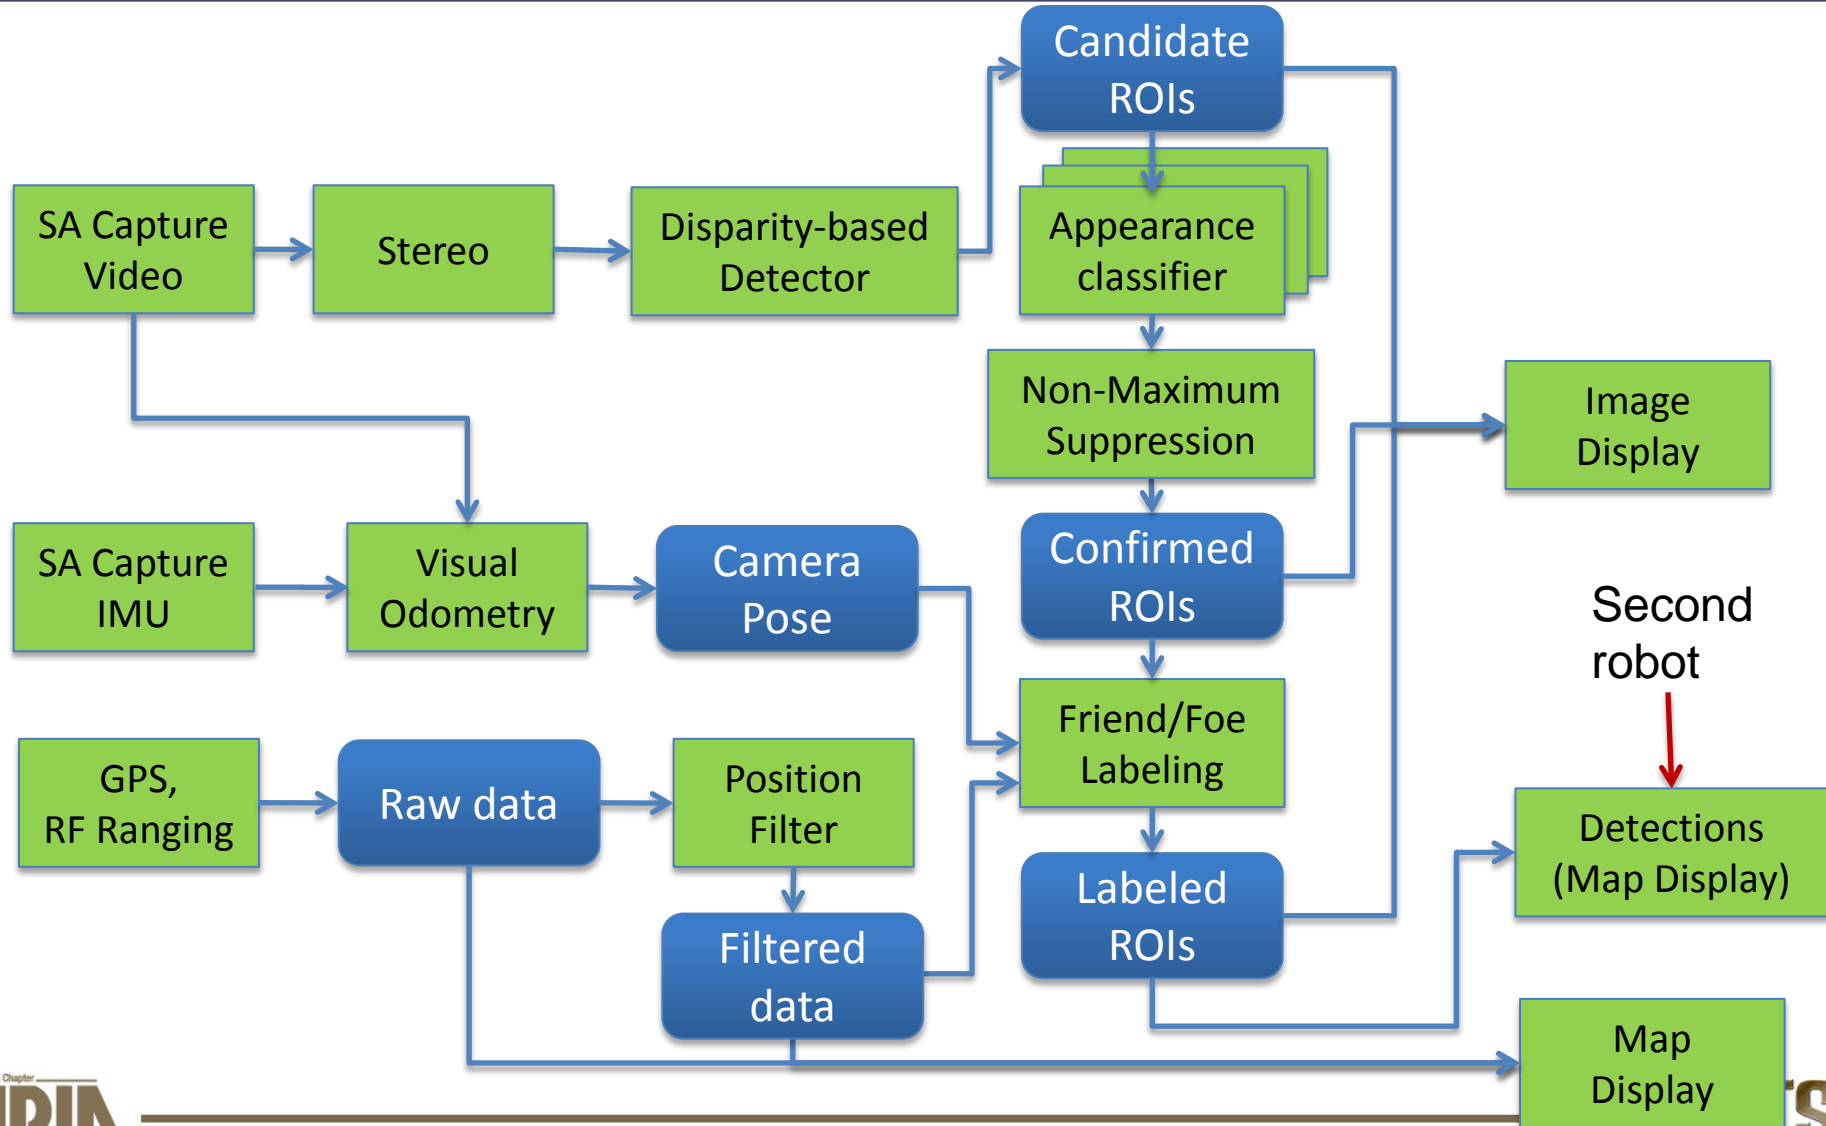 Candidate
ROIs
SA Capture
Video
Stereo
Disparity-based
Detector
Appearance
classifier
Non-Maximum
Suppression
Image
Display
SA Capture
IMU
Visual
Odometry
Camera
Pose
Confirmed
ROIs
Second
robot
GPS,
RF Ranging
Raw data
Position
Filter
Friend/Foe
Labeling
Detections
(Map Display)
Filtered
data
Labeled
ROIs
Map
Display
Chapter